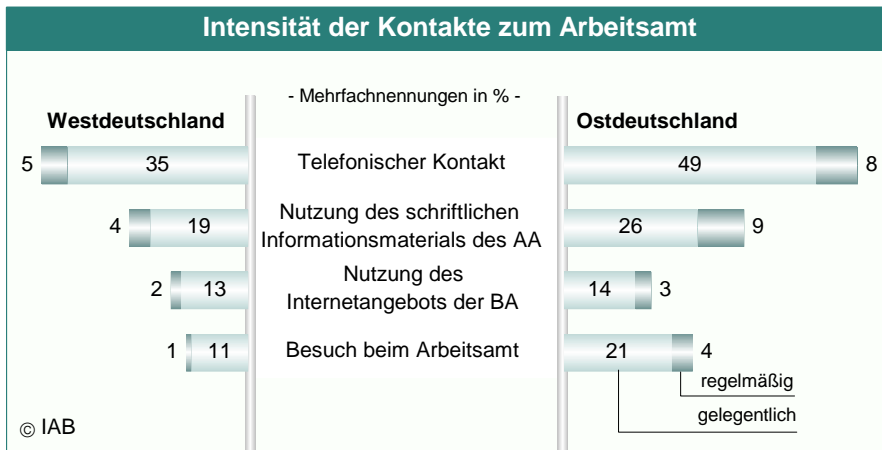 Intensität der Kontakte zum Arbeitsamt
- Mehrfachnennungen in % -
Westdeutschland
Ostdeutschland
5 35 Telefonischer Kontakt 49 8
4 19 Nutzung des schriftlichen Informationsmaterials des AA 26 9
2 13 Nutzung des Internetangebots der BA 14 3
1 11 Besuch beim Arbeitsamt 21 4
regelmäßig
gelegentlich
© IAB